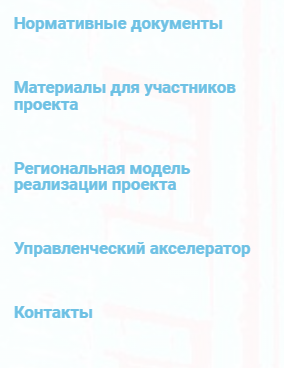 Нормативные документы
Материалы для участников
проекта
Региональная модель
реализации проекта
Управленческий акселератор
Контакты